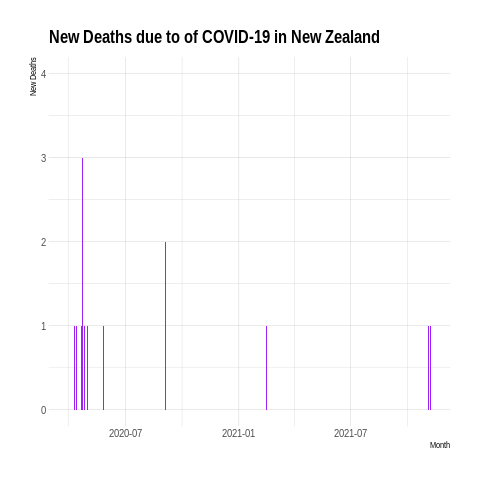 New Deaths due to of COVID-19 in New Zealand
New Deaths
4
3
2
1
0
2020-07
2021-01
2021-07
Month